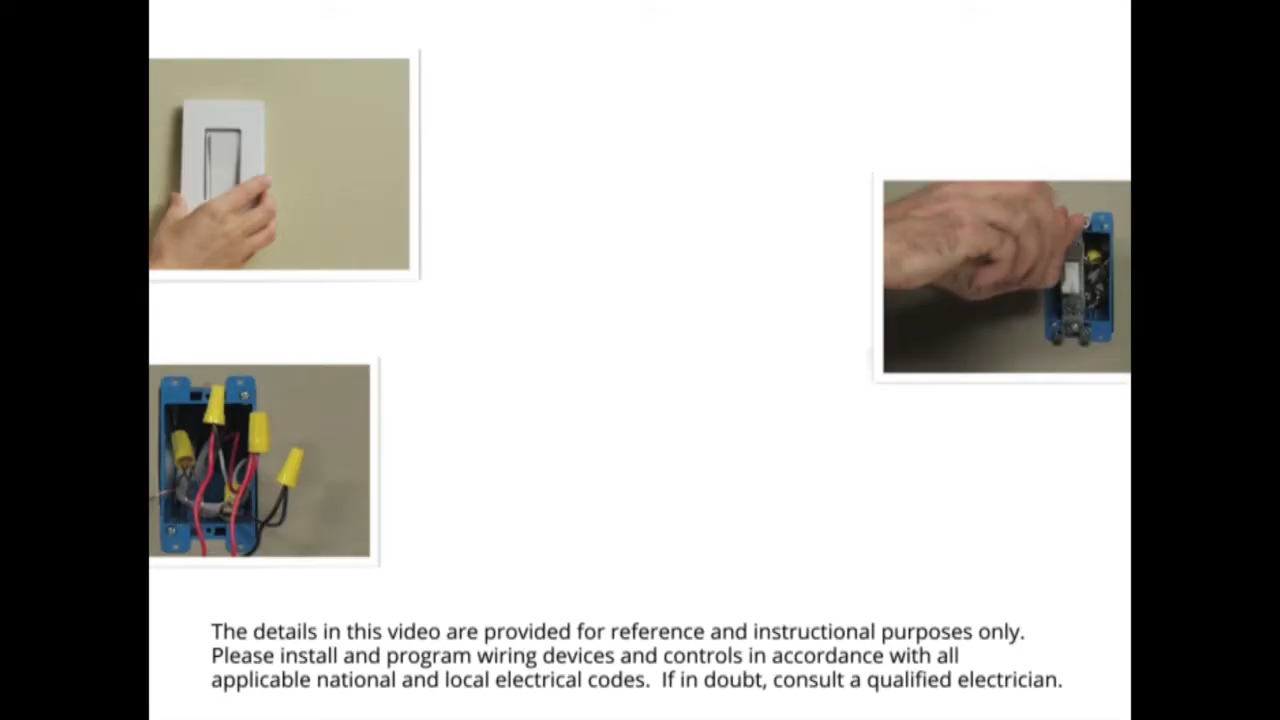 The details in this video are provided for reference and instructional purposes only.
Please install and program wiring devices and controls in accordance with all
applicable national and local electrical codes.  If in doubt, consult a qualified electrician.